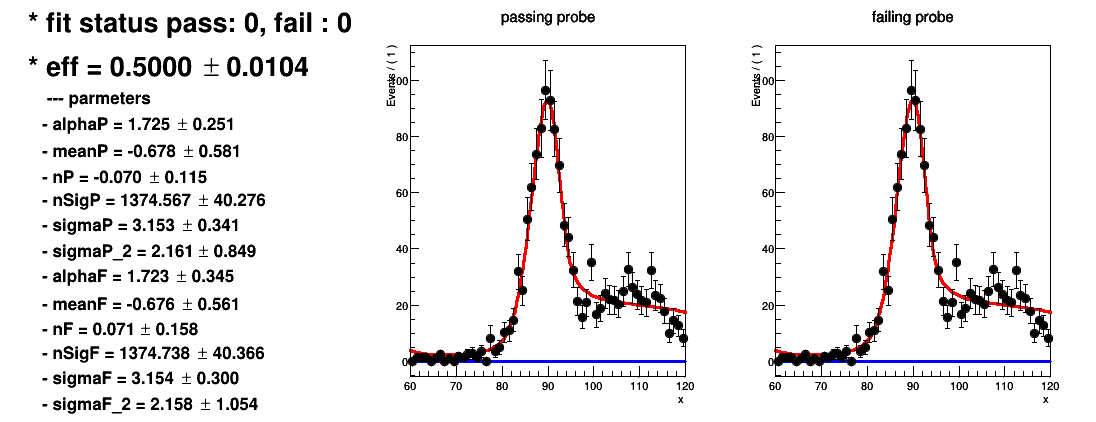 * fit status pass: 0, fail : 0
* eff = 0.5000 ± 0.0104
--- parmeters
- alphaP = 1.725 ± 0.251
- meanP = -0.678 ± 0.581
- nP = -0.070 ± 0.115
- nSigP = 1374.567 ± 40.276
- sigmaP = 3.153 ± 0.341
- sigmaP_2 = 2.161 ± 0.849
- alphaF = 1.723 ± 0.345
- meanF = -0.676 ± 0.561
- nF = 0.071 ± 0.158
- nSigF = 1374.738 ± 40.366
- sigmaF = 3.154 ± 0.300
- sigmaF_2 = 2.158 ± 1.054
passing probe
Events / ( 1 )
100
80
60
40
20
0
60 70 80 90 100 110 120
x
failing probe
Events / ( 1 )
100
80
60
40
20
0
60 70 80 90 100 110 120
x